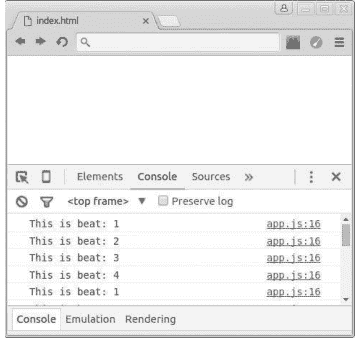 index.html
Elements Console Sources »
<top frame> ▼ Preserve log
This is beat: 1 app.js:16
This is beat: 2 app.js:16
This is beat: 3 app.js:16
This is beat: 4 app.js:16
This is beat: 1 app.js:16
Console Emulation Rendering